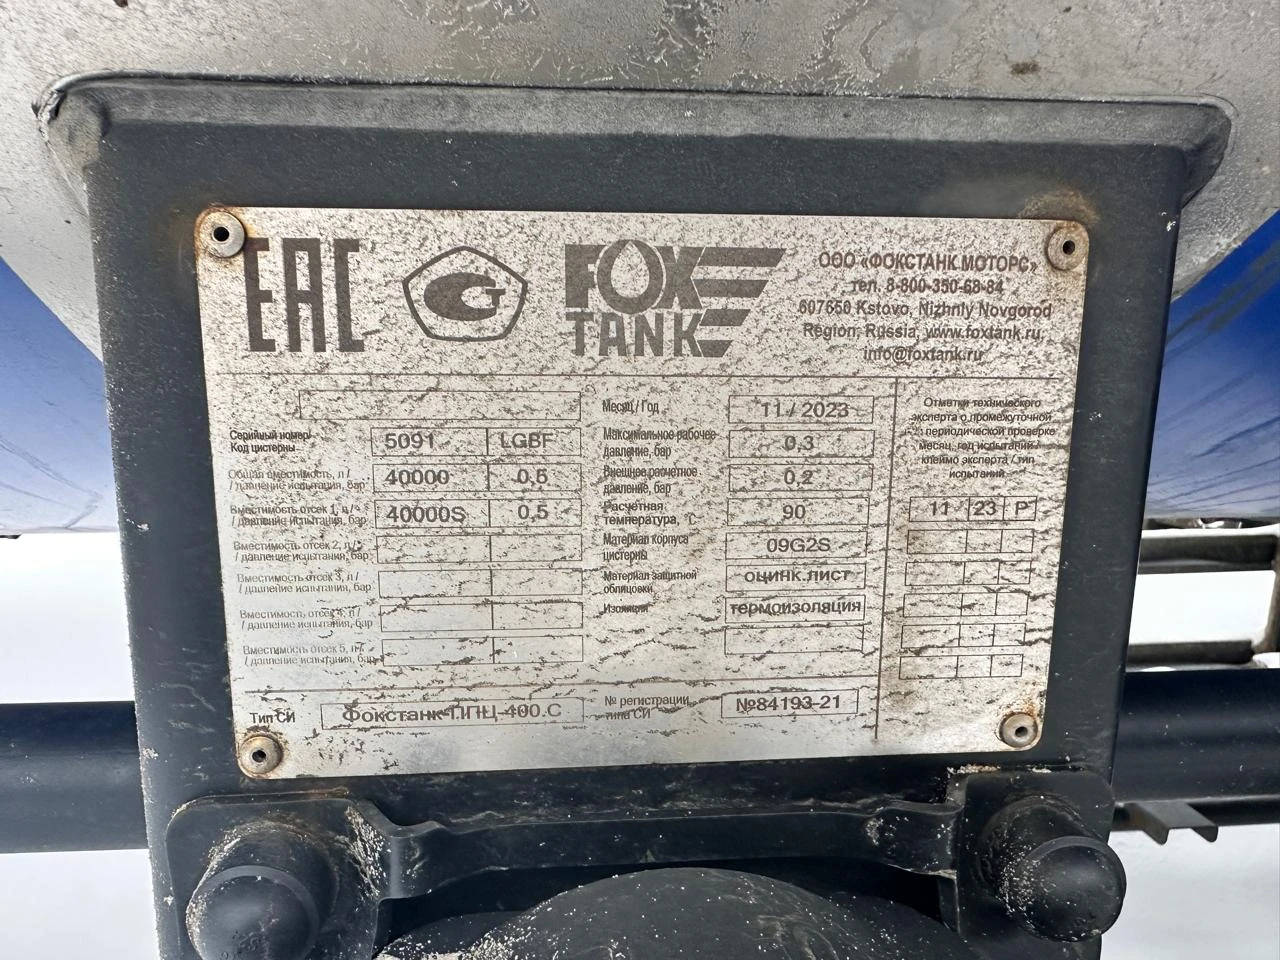 EAC
FOX
TANK
ООО «ФОКСТАНК МОТОРС»
тел. 8-800-350-68-84
607650 Kstovo, Nizhniy Novgorod
Region, Russia, www.foxtank.ru,
info@foxtank.ru
Серийный номер/
Код цистерны
5091 LGBF
Общая вместимость, л /
/ давление испытания, бар
40000 0,5
Вместимость отсек 1, л /
/ давление испытания, бар
40000S 0,5
Вместимость отсек 2, л /
/ давление испытания, бар
Вместимость отсек 3, л /
/ давление испытания, бар
Вместимость отсек 4, л /
/ давление испытания, бар
Вместимость отсек 5, л /
/ давление испытания, бар
Месяц / Год 11 / 2023
Максимальное рабочее
давление, бар
0,3
Внешнее расчетное
давление, бар
0,2
Расчётная
температура, °С
90
Материал корпуса
цистерны
09G2S
Материал защитной
облицовки
оцинк.лист
Изоляция термоизоляция
Отметки технического
эксперта о промежуточной
/ периодической проверке
месяц, год испытаний /
клеймо эксперта / тип
испытаний
11 23 P
Тип СИ Фокстанк-ППЦ-400.С
№ регистрации
типа СИ
№84193-21